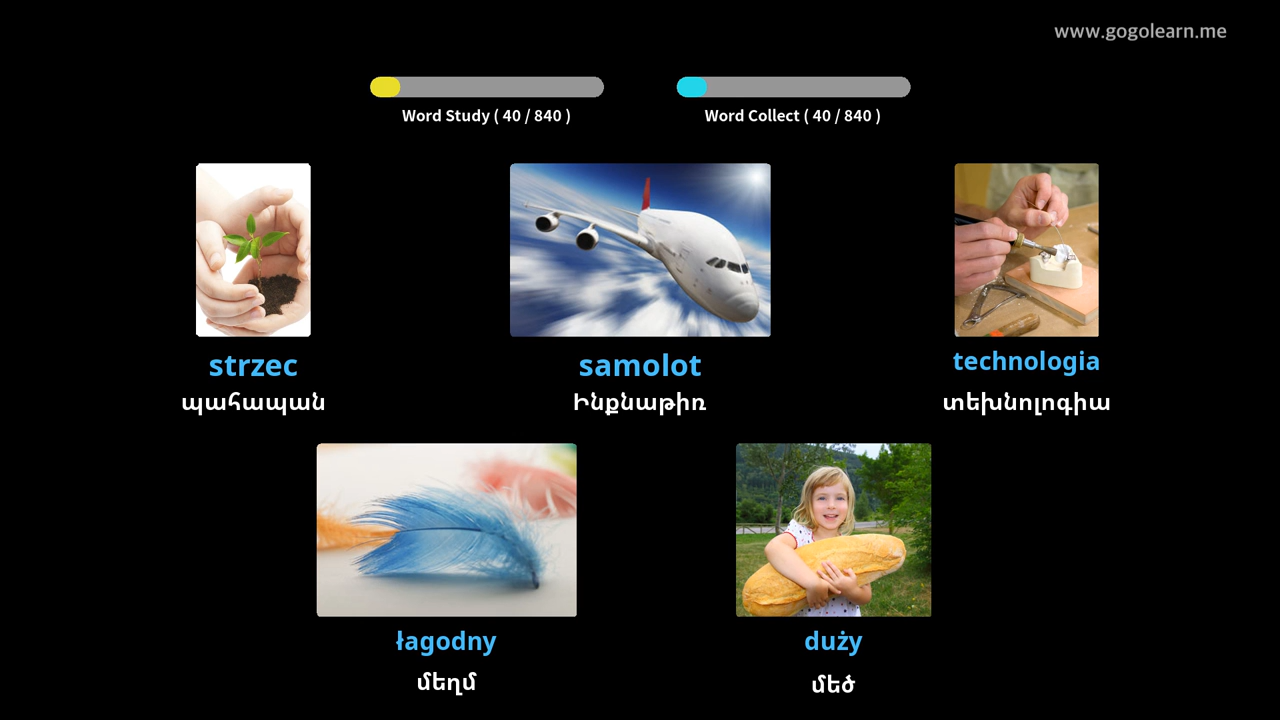 www.gogolearn.me
Word Study ( 40 / 840 )
Word Collect ( 40 / 840 )
strzec
պահապան
samolot
Ինքնաթիռ
technologia
տեխնոլոգիա
łagodny
մեղմ
duży
մեծ